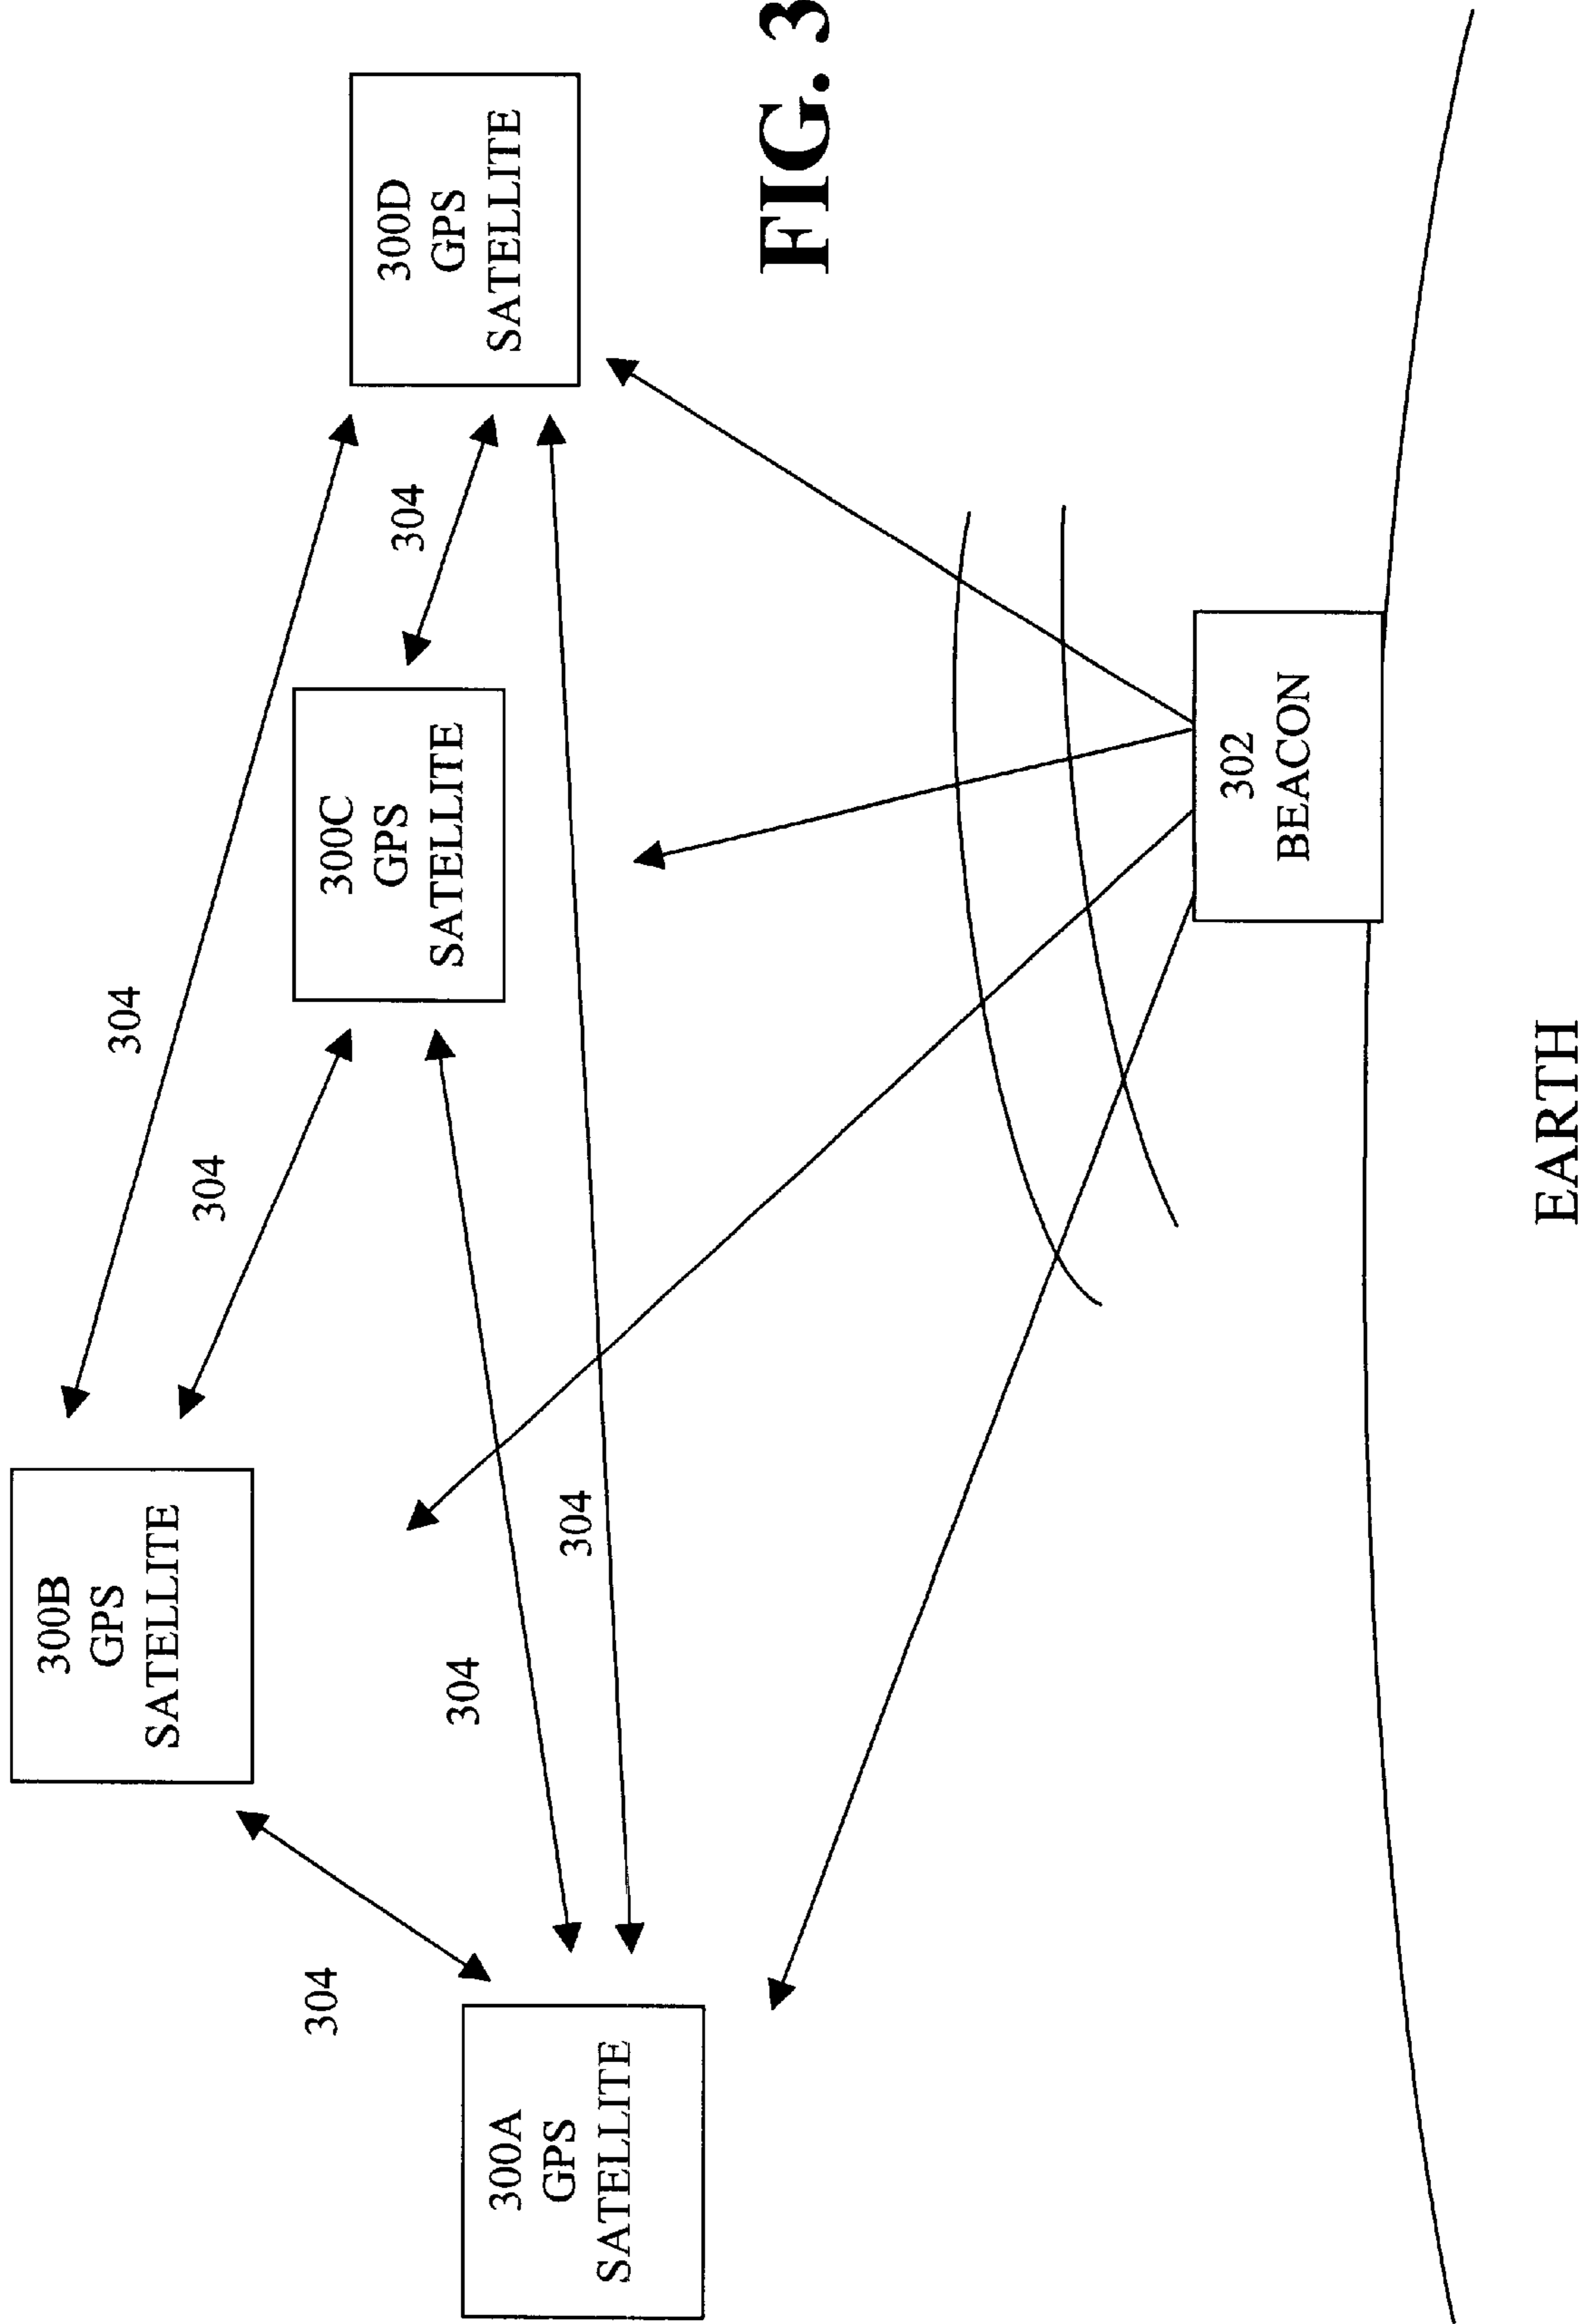 300B
GPS
SATELLITE
304
304
300C
GPS
SATELLITE
300D
GPS
SATELLITE
304
304
300A
GPS
SATELLITE
304
304
FIG. 3
302
BEACON
EARTH